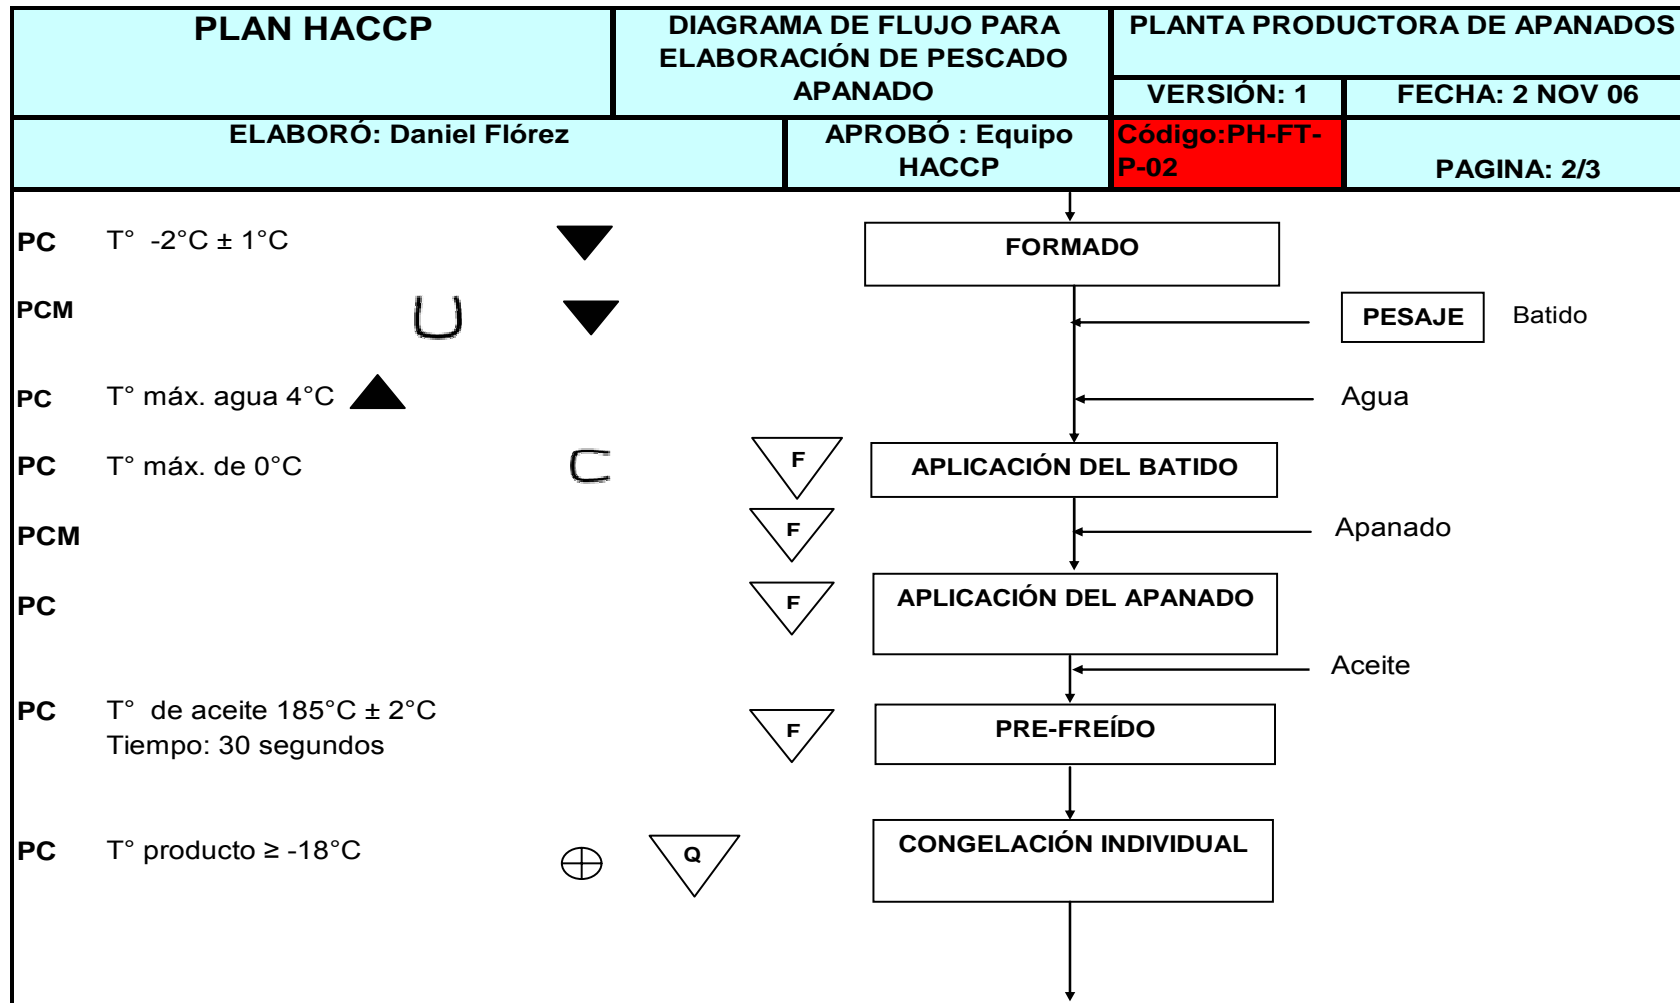 PLAN HACCP
DIAGRAMA DE FLUJO PARA
ELABORACIÓN DE PESCADO
APANADO
PLANTA PRODUCTORA DE APANADOS
VERSIÓN: 1
FECHA: 2 NOV 06
ELABORÓ: Daniel Flórez
APROBÓ : Equipo
HACCP
Código:PH-FT-
P-02
PAGINA: 2/3
PC T° -2°C ± 1°C
FORMADO
PCM
PESAJE Batido
PC T° máx. agua 4°C
Agua
PC T° máx. de 0°C
F
APLICACIÓN DEL BATIDO
PCM
F
Apanado
PC
F
APLICACIÓN DEL APANADO
Aceite
PC T° de aceite 185°C ± 2°C
Tiempo: 30 segundos
F
PRE-FREÍDO
PC T° producto ≥ -18°C
Q
CONGELACIÓN INDIVIDUAL